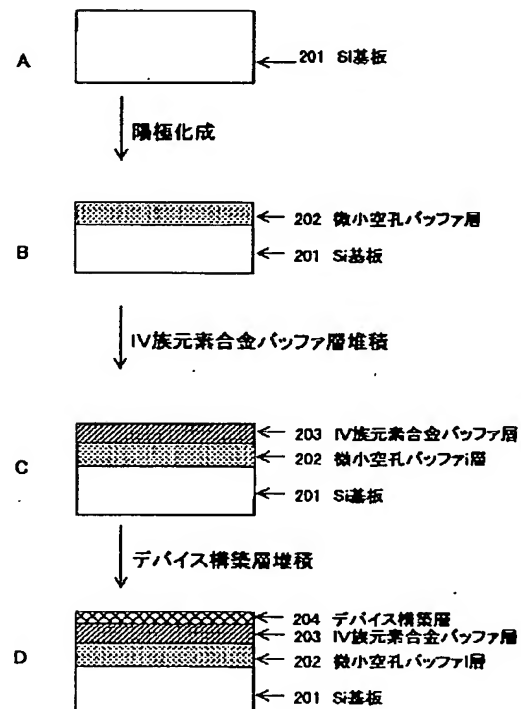 A
201 Si基板
陽極化成
202 微小空孔バッファ層
B
201 Si基板
IV族元素合金バッファ層堆積
203 IV族元素合金バッファ層
C
202 微小空孔バッファi層
201 Si基板
デバイス構築層堆積
204 デバイス構築層
203 IV族元素合金バッファ層
D
202 微小空孔バッファl層
201 Si基板